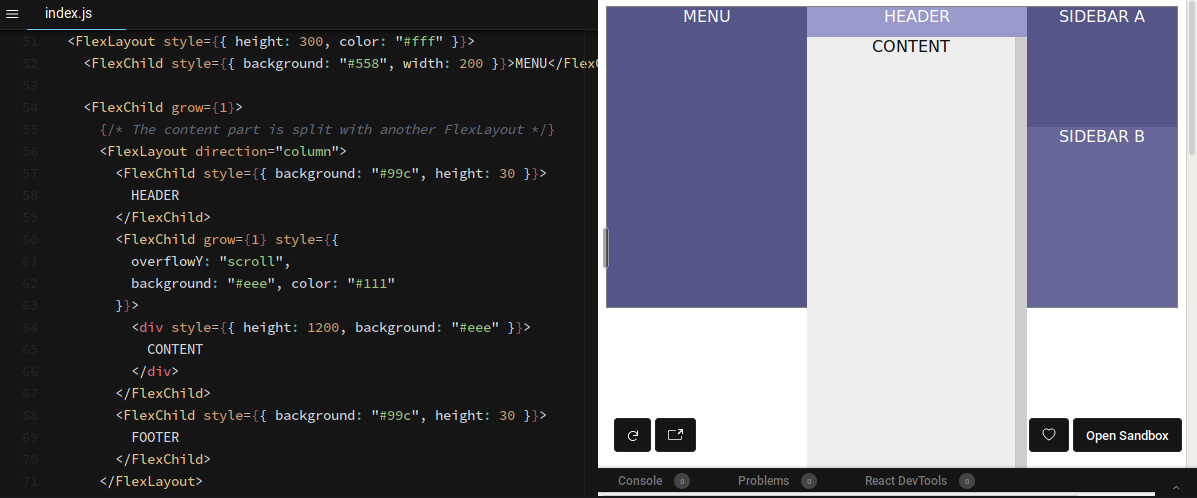 index.js
51 <FlexLayout style={{ height: 300, color: "#fff" }}>
52 <FlexChild style={{ background: "#558", width: 200 }}>MENU</FlexC
53
54 <FlexChild grow={1}>
55 {/* The content part is split with another FlexLayout */}
56 <FlexLayout direction="column">
57 <FlexChild style={{ background: "#99c", height: 30 }}>
58 HEADER
59 </FlexChild>
60 <FlexChild grow={1} style={{
61 overflowY: "scroll",
62 background: "#eee", color: "#111"
63 }}>
64 <div style={{ height: 1200, background: "#eee" }}>
65 CONTENT
66 </div>
67 </FlexChild>
68 <FlexChild style={{ background: "#99c", height: 30 }}>
69 FOOTER
70 </FlexChild>
71 </FlexLayout>
MENU
HEADER
CONTENT
SIDEBAR A
SIDEBAR B
Open Sandbox
Console 0 Problems 0 React DevTools 0